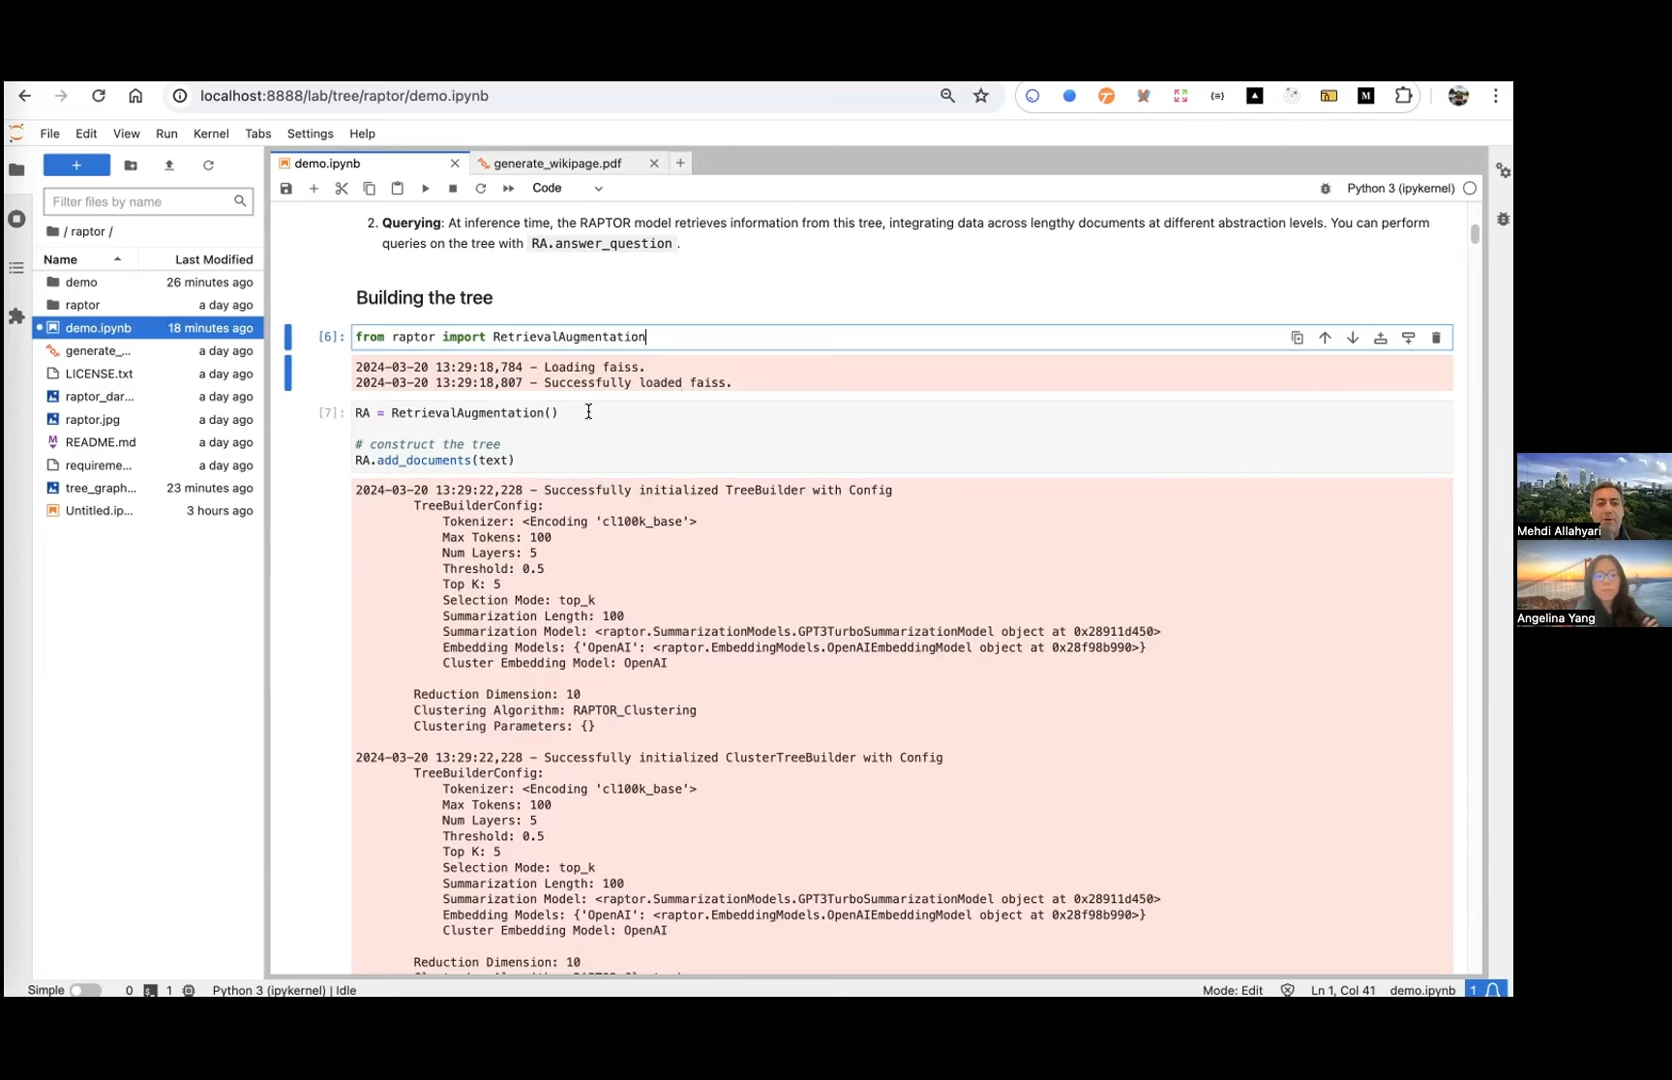 localhost:8888/lab/tree/raptor/demo.ipynb
File Edit View Run Kernel Tabs Settings Help
demo.ipynb
generate_wikipage.pdf
Filter files by name
Code
Python 3 (ipykernel)
/ raptor /
Name Last Modified
demo 26 minutes ago
raptor a day ago
demo.ipynb 18 minutes ago
generate_... a day ago
LICENSE.txt a day ago
raptor_dar... a day ago
raptor.jpg a day ago
README.md a day ago
requireme... a day ago
tree_graph... 23 minutes ago
Untitled.ip... 3 hours ago
2. Querying: At inference time, the RAPTOR model retrieves information from this tree, integrating data across lengthy documents at different abstraction levels. You can perform
queries on the tree with RA.answer_question .
Building the tree
[6]: from raptor import RetrievalAugmentation
2024-03-20 13:29:18,784 - Loading faiss.
2024-03-20 13:29:18,807 - Successfully loaded faiss.
[7]: RA = RetrievalAugmentation()
# construct the tree
RA.add_documents(text)
2024-03-20 13:29:22,228 - Successfully initialized TreeBuilder with Config
TreeBuilderConfig:
Tokenizer: <Encoding 'cl100k_base'>
Max Tokens: 100
Num Layers: 5
Threshold: 0.5
Top K: 5
Selection Mode: top_k
Summarization Length: 100
Summarization Model: <raptor.SummarizationModels.GPT3TurboSummarizationModel object at 0x28911d450>
Embedding Models: {'OpenAI': <raptor.EmbeddingModels.OpenAIEmbeddingModel object at 0x28f98b990>}
Cluster Embedding Model: OpenAI
Reduction Dimension: 10
Clustering Algorithm: RAPTOR_Clustering
Clustering Parameters: {}
2024-03-20 13:29:22,228 - Successfully initialized ClusterTreeBuilder with Config
TreeBuilderConfig:
Tokenizer: <Encoding 'cl100k_base'>
Max Tokens: 100
Num Layers: 5
Threshold: 0.5
Top K: 5
Selection Mode: top_k
Summarization Length: 100
Summarization Model: <raptor.SummarizationModels.GPT3TurboSummarizationModel object at 0x28911d450>
Embedding Models: {'OpenAI': <raptor.EmbeddingModels.OpenAIEmbeddingModel object at 0x28f98b990>}
Cluster Embedding Model: OpenAI
Reduction Dimension: 10
Simple 0 1 Python 3 (ipykernel) | Idle
Mode: Edit Ln 1, Col 41 demo.ipynb 1
Mehdi Allahyari
Angelina Yang